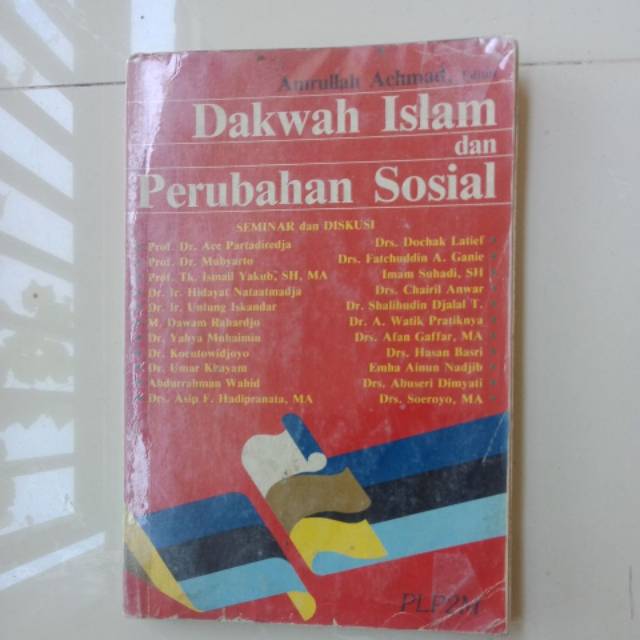 Amrullah Achmad, Editor
Dakwah Islam
dan
Perubahan Sosial
SEMINAR dan DISKUSI
Prof. Dr. Ace Partadiredja
Prof. Dr. Mubyarto
Prof. Tk. Ismail Yakub, SH, MA
Dr. Ir. Hidayat Nataatmadja
Dr. Ir. Untung Iskandar
M. Dawam Rahardjo
Dr. Yahya Muhaimin
Dr. Kocutowidjoyo
Dr. Umar Khayam
Abdurrahman Wahid
Drs. Asip F. Hadipranata, MA
Drs. Dochak Latief
Drs. Fatchuddin A. Ganie
Imam Suhadi, SH
Drs. Chairil Anwar
Dr. Shalihudin Djalal T.
Dr. A. Watik Pratiknya
Drs. Afan Gaffar, MA
Drs. Hasan Basri
Emha Ainun Nadjib
Drs. Abuseri Dimyati
Drs. Soeroyo, MA
PLP2M